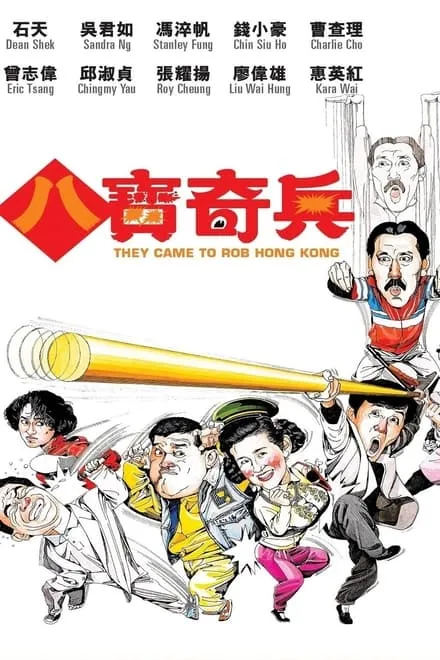 石天 吳君如 馮淬帆 錢小豪 曹查理
Dean Shek Sandra Ng Stanley Fung Chin Siu Ho Charlie Cho
曾志偉 邱淑貞 張耀揚 廖偉雄 惠英紅
Eric Tsang Chingmy Yau Roy Cheung Liu Wai Hung Kara Wai
八寶奇兵
THEY CAME TO ROB HONG KONG